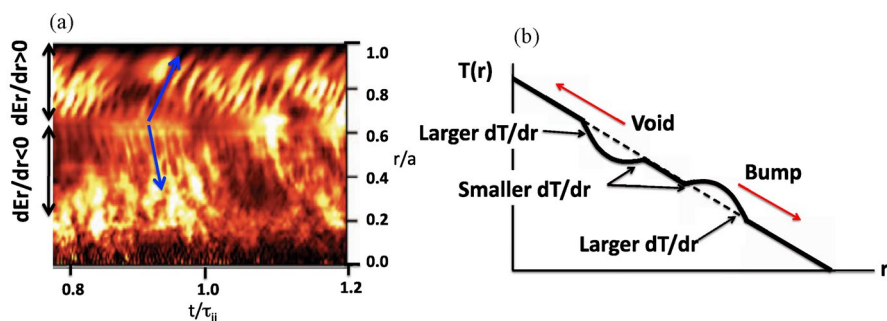 (a)
dEr/dr<0 dEr/dr>0
1.0
0.8
0.6
r/a
0.4
0.2
0.0
0.8 1.0 1.2
t/τii
(b)
T(r)
Void
Larger dT/dr
Bump
Smaller dT/dr
Larger dT/dr
r